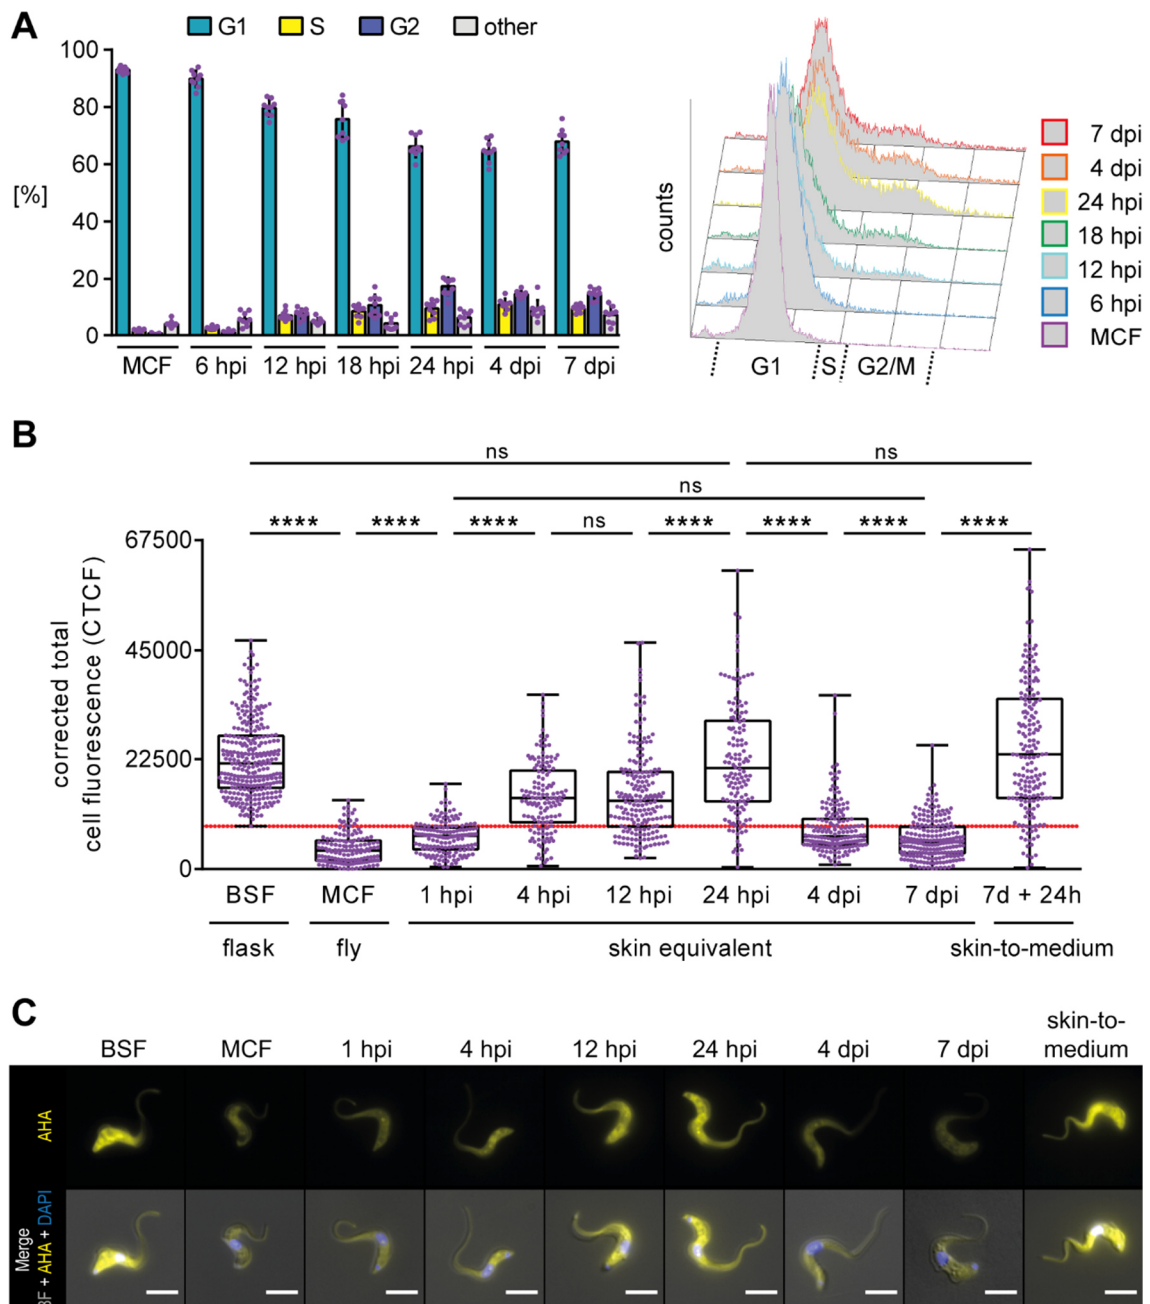 A
G1 S G2 other
100
80
60
40
20
0
[%]
MCF 6 hpi 12 hpi 18 hpi 24 hpi 4 dpi 7 dpi
counts
G1 S G2/M
7 dpi
4 dpi
24 hpi
18 hpi
12 hpi
6 hpi
MCF
B
ns ns
ns
**** **** **** ns **** **** **** ****
corrected total
cell fluorescence (CTCF)
67500
45000
22500
0
BSF MCF 1 hpi 4 hpi 12 hpi 24 hpi 4 dpi 7 dpi 7d + 24h
flask fly skin equivalent skin-to-medium
C
BSF MCF 1 hpi 4 hpi 12 hpi 24 hpi 4 dpi 7 dpi skin-to-
medium
AHA
Merge
+ AHA + DAPI